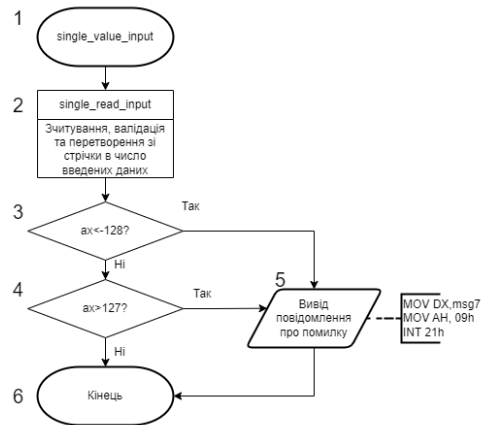 1
single_value_input
2
single_read_input
Зчитування, валідація
та перетворення зі
стрічки в число
введених даних
3
ax<-128?
Так
Ні
4
ax>127?
Так
Ні
5
Вивід
повідомлення
про помилку
MOV DX,msg7
MOV AH, 09h
INT 21h
6
Кінець